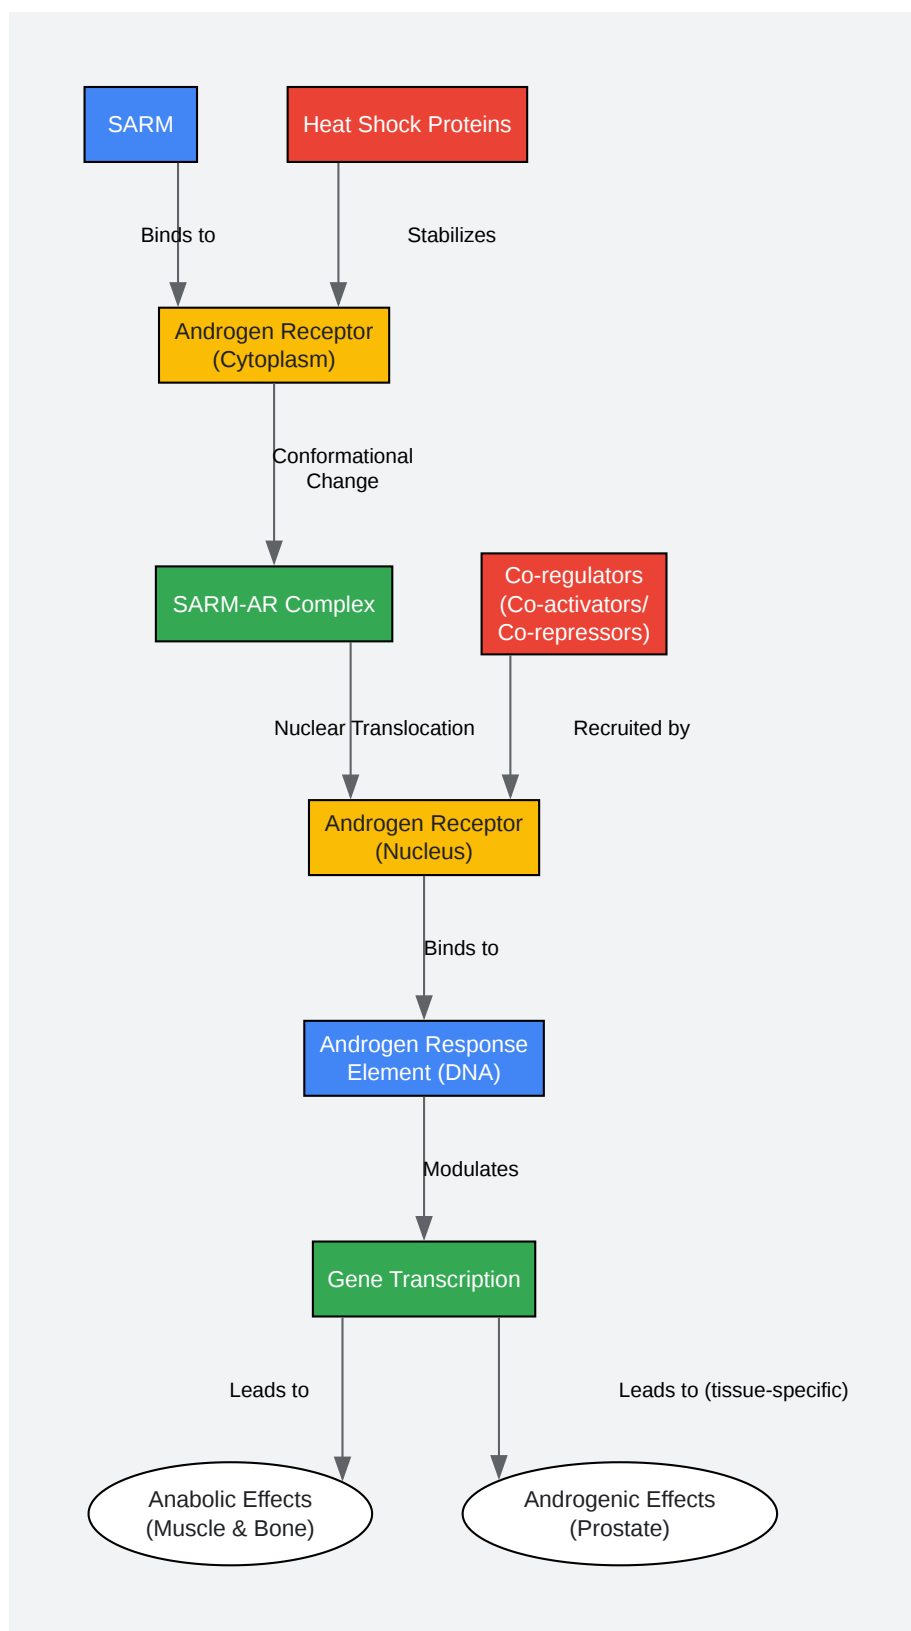 SARM
Heat Shock Proteins
Binds to
Stabilizes
Androgen Receptor
(Cytoplasm)
Conformational
Change
SARM-AR Complex
Co-regulators
(Co-activators/
Co-repressors)
Nuclear Translocation
Recruited by
Androgen Receptor
(Nucleus)
Binds to
Androgen Response
Element (DNA)
Modulates
Gene Transcription
Leads to
Leads to (tissue-specific)
Anabolic Effects
(Muscle & Bone)
Androgenic Effects
(Prostate)